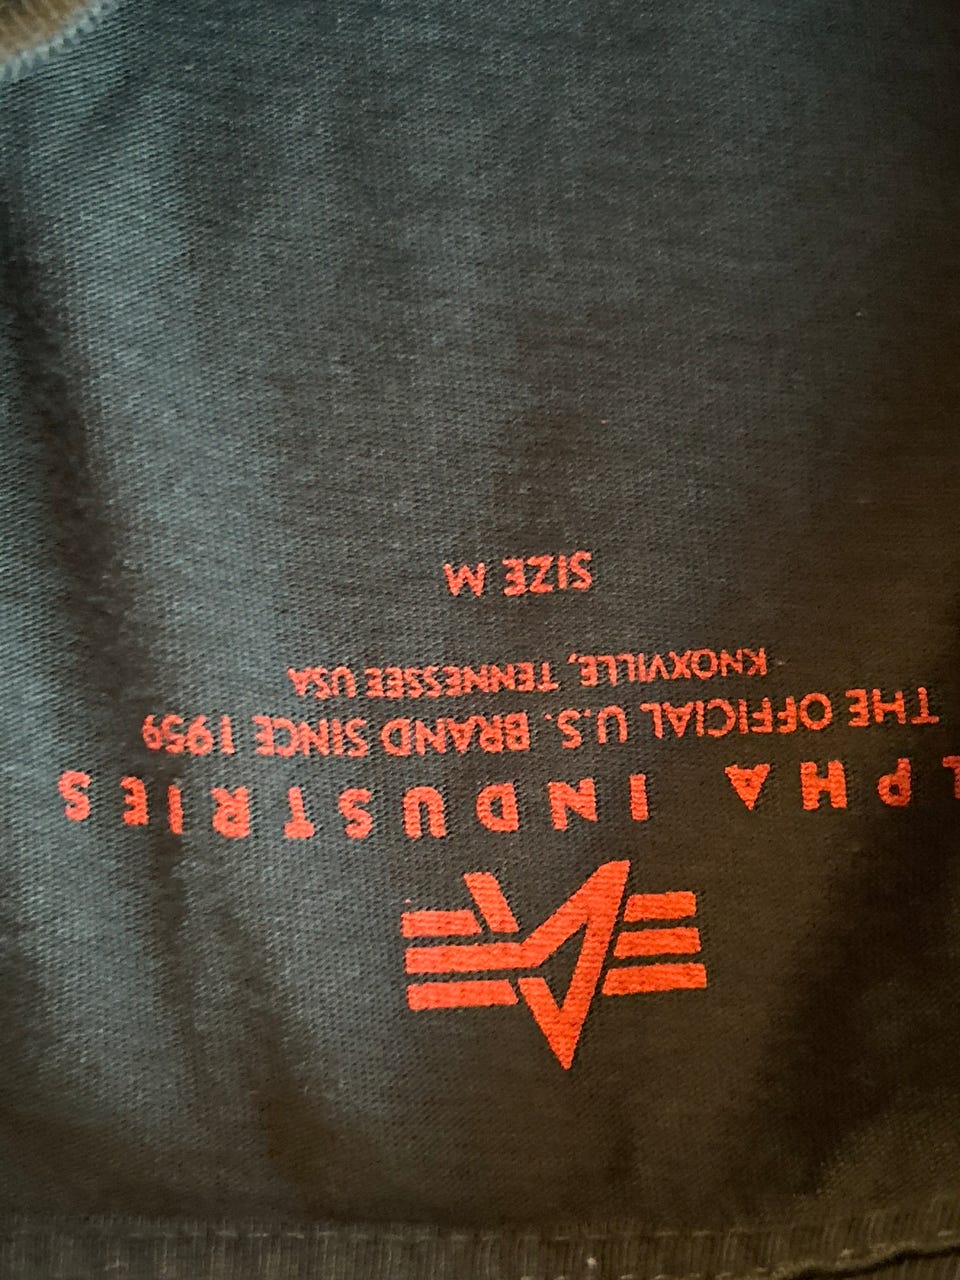 LPHA INDUSTRIES
THE OFFICIAL U.S. BRAND SINCE 1959
KNOXVILLE, TENNESSEE USA
SIZE M